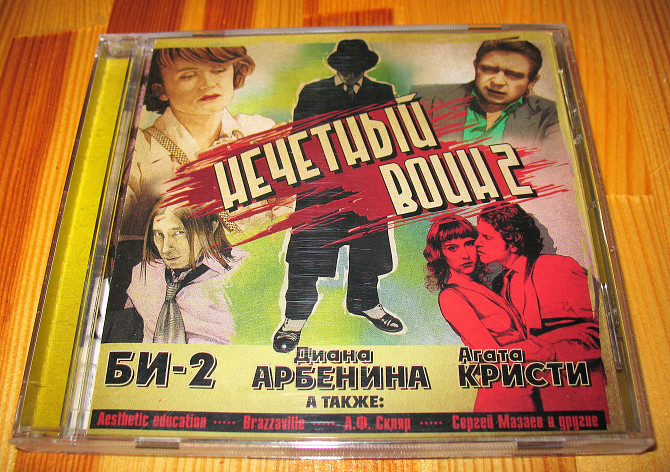 НЕЧЕТНЫЙ
ВОИН 2
БИ-2
Диана
АРБЕНИНА
Агата
КРИСТИ
А ТАКЖЕ:
Aesthetic education ····· Brazzaville ····· А.Ф. Скляр ····· Сергей Мазаев и другие